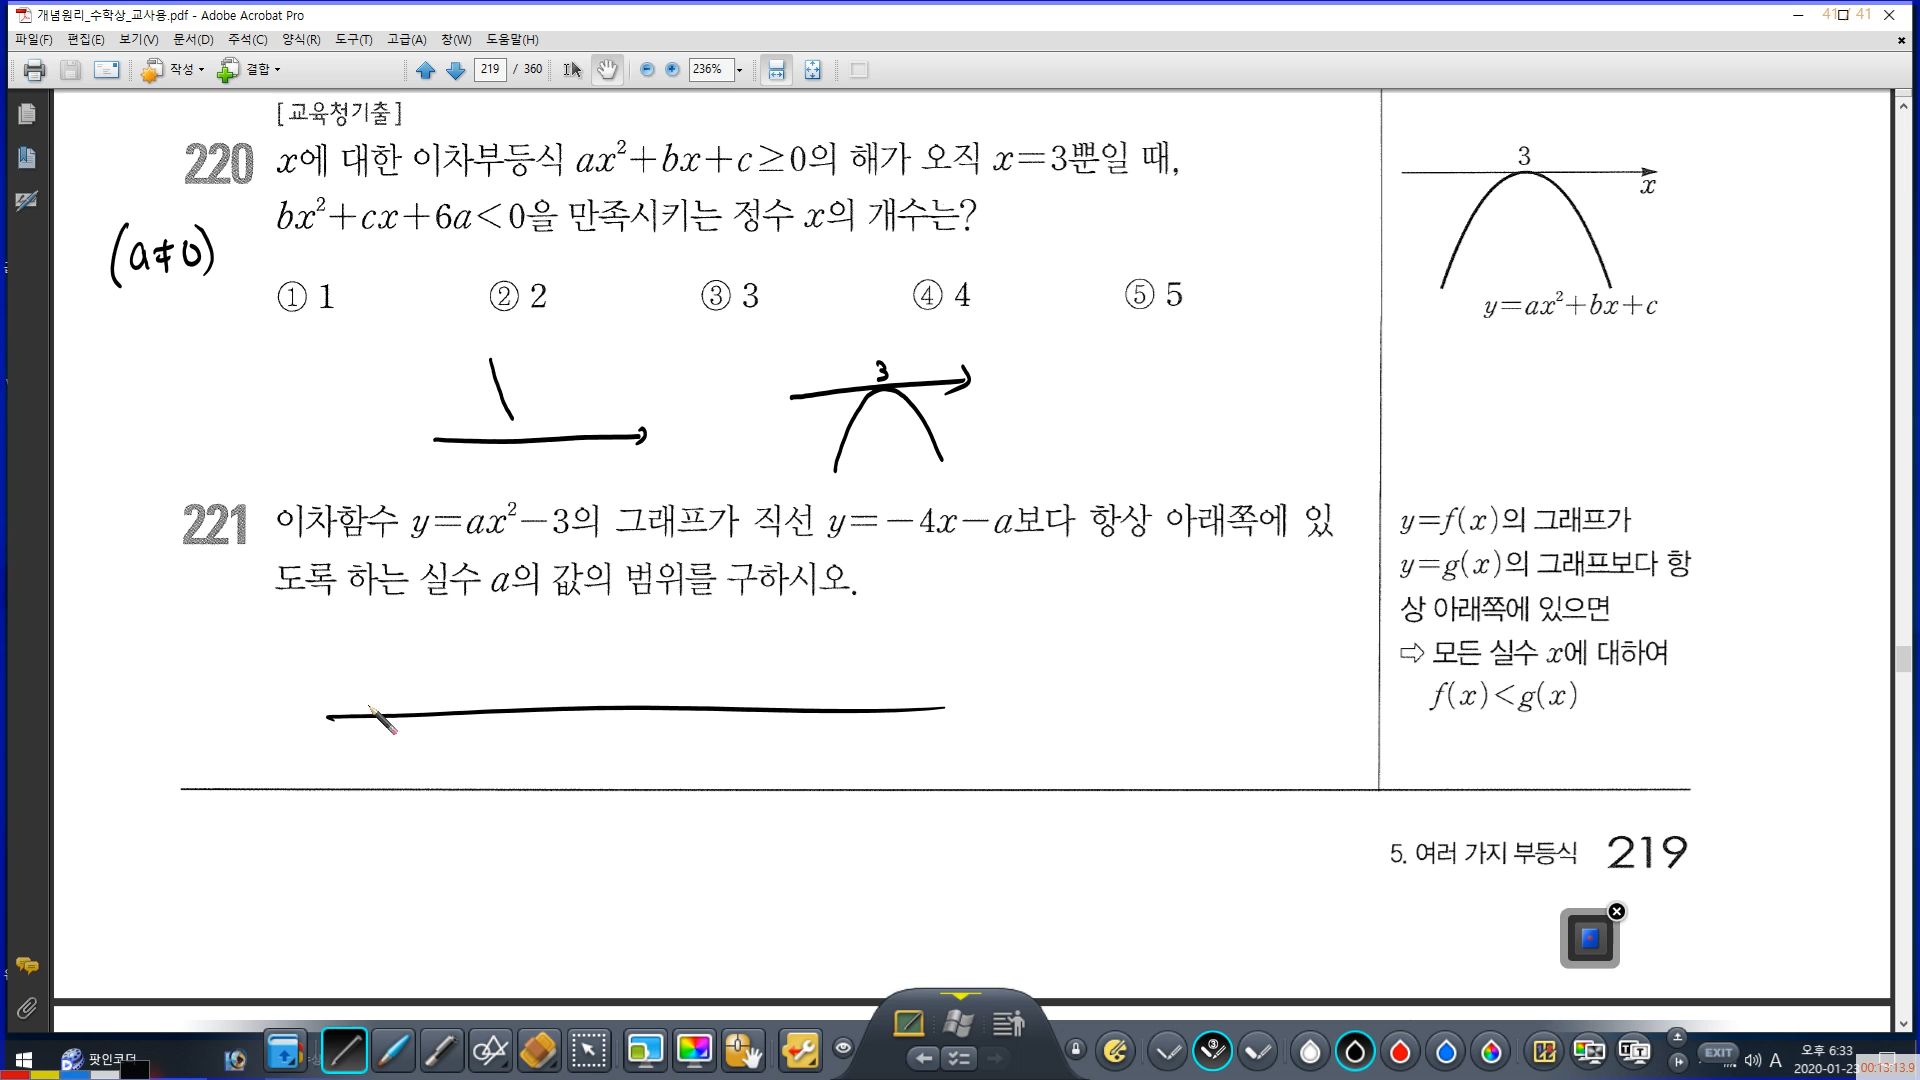 개념원리_수학상_교사용.pdf - Adobe Acrobat Pro
파일(F) 편집(E) 보기(V) 문서(D) 주석(C) 양식(R) 도구(T) 고급(A) 창(W) 도움말(H)
작성 결합 219 / 360 236%
[교육청기출]
220 x에 대한 이차부등식 ax²+bx+c≥0의 해가 오직 x=3뿐일 때,
bx²+cx+6a<0을 만족시키는 정수 x의 개수는?
(a≠0)
① 1 ② 2 ③ 3 ④ 4 ⑤ 5
3
x
y=ax²+bx+c
3
221 이차함수 y=ax²-3의 그래프가 직선 y=-4x-a보다 항상 아래쪽에 있
도록 하는 실수 a의 값의 범위를 구하시오.
y=f(x)의 그래프가
y=g(x)의 그래프보다 항
상 아래쪽에 있으면
⇨ 모든 실수 x에 대하여
f(x)<g(x)
5. 여러 가지 부등식 219
팟인코더
EXIT
A
오후 6:33
2020-01-23
00:13:13.9